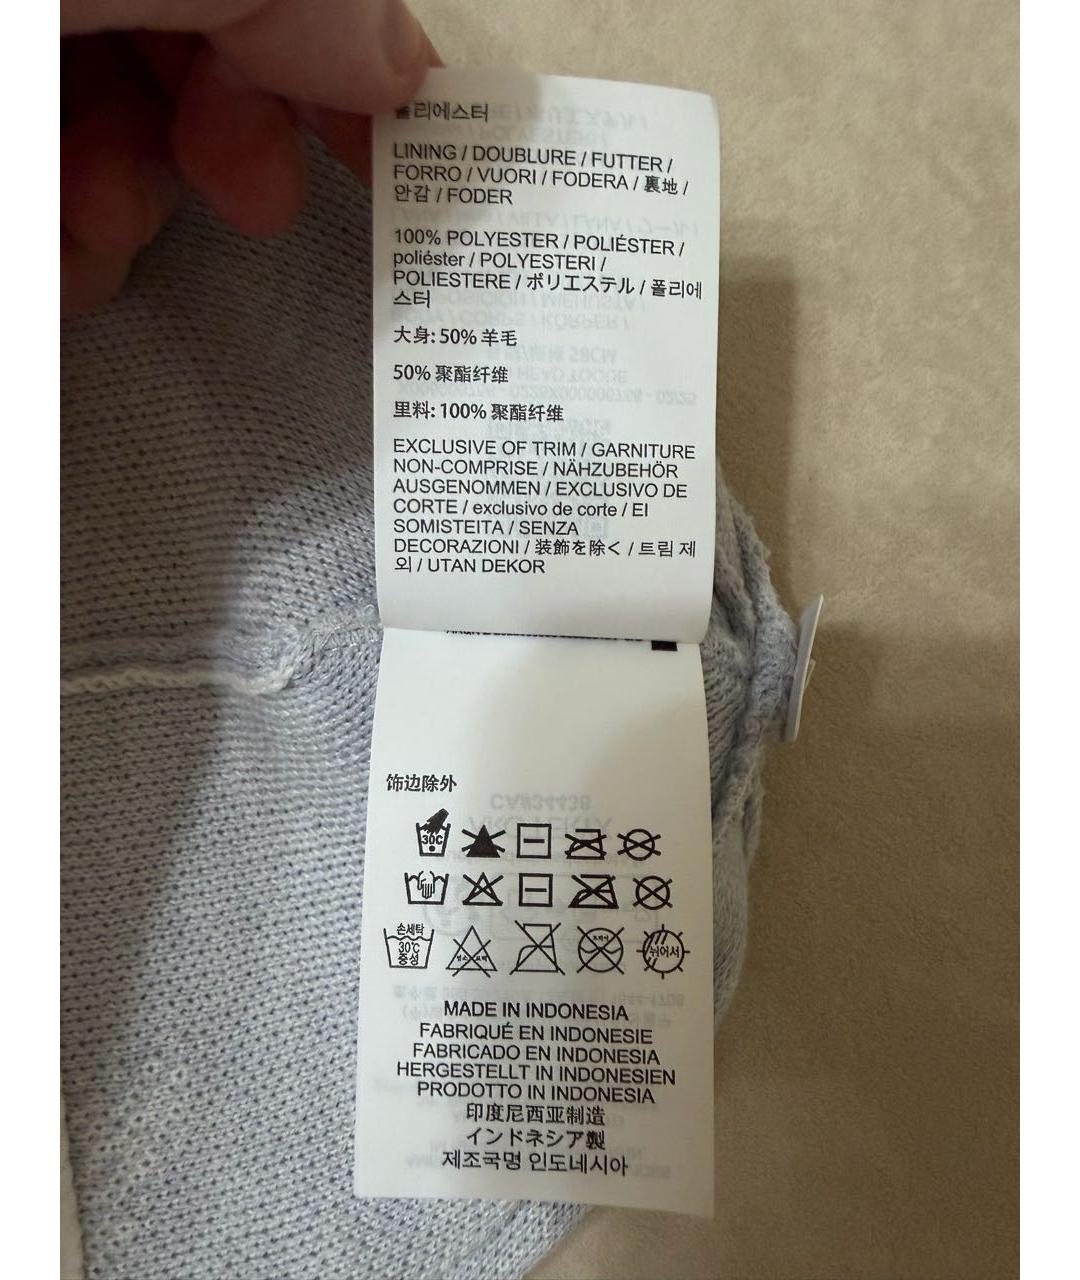 폴리에스터
LINING / DOUBLURE / FUTTER /
FORRO / VUORI / FODERA / 裏地 /
안감 / FODER
100% POLYESTER / POLIÉSTER /
poliéster / POLYESTERI /
POLIESTERE / ポリエステル / 폴리에
스터
大身: 50% 羊毛
50% 聚酯纤维
里料: 100% 聚酯纤维
EXCLUSIVE OF TRIM / GARNITURE
NON-COMPRISE / NÄHZUBEHÖR
AUSGENOMMEN / EXCLUSIVO DE
CORTE / exclusivo de corte / EI
SOMISTEITA / SENZA
DECORAZIONI / 装飾を除く / 트림 제
외 / UTAN DEKOR
饰边除外
30C
손세탁
30℃
중성
뉘어서
MADE IN INDONESIA
FABRIQUÉ EN INDONESIE
FABRICADO EN INDONESIA
HERGESTELLT IN INDONESIEN
PRODOTTO IN INDONESIA
印度尼西亚制造
インドネシア製
제조국명 인도네시아